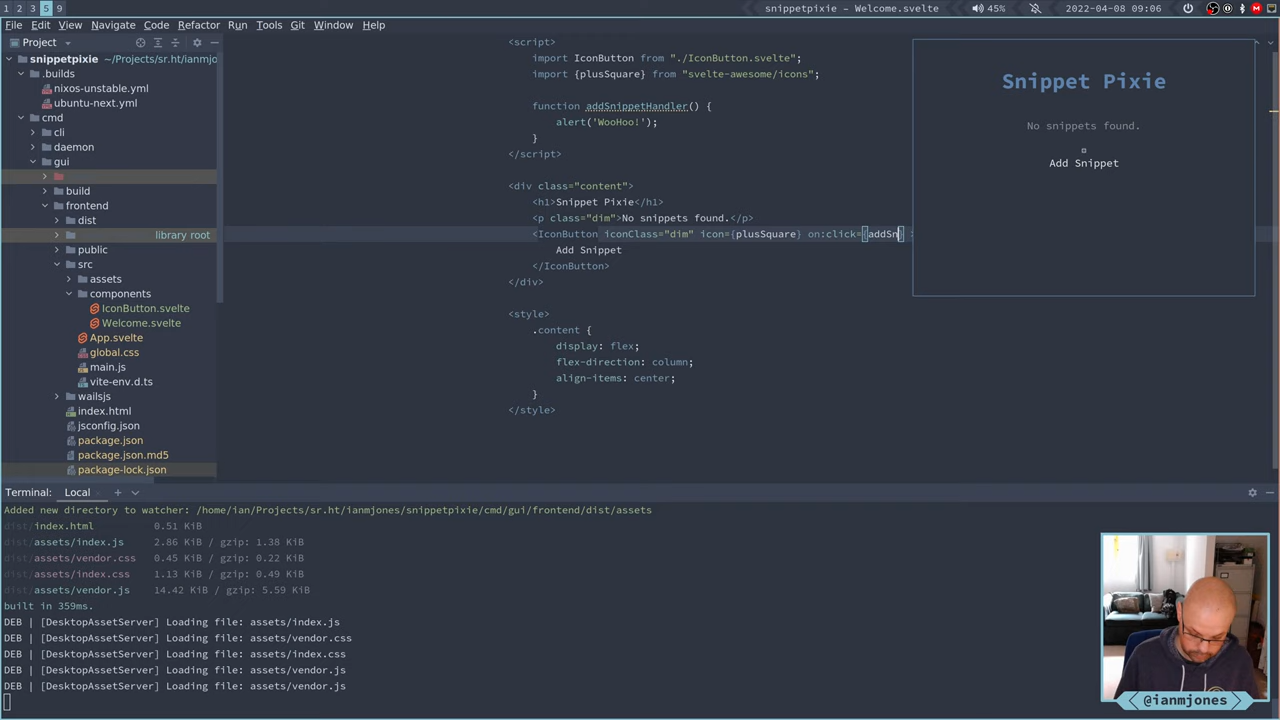 1 2 3 5 9
snippetpixie – Welcome.svelte
45%
2022-04-08 09:06
File Edit View Navigate Code Refactor Run Tools Git Window Help
Project
snippetpixie ~/Projects/sr.ht/ianmjo
.builds
nixos-unstable.yml
ubuntu-next.yml
cmd
cli
daemon
gui
build
frontend
dist
library root
public
src
assets
components
IconButton.svelte
Welcome.svelte
App.svelte
global.css
main.js
vite-env.d.ts
wailsjs
index.html
jsconfig.json
package.json
package.json.md5
package-lock.json
<script>
import IconButton from "./IconButton.svelte";
import {plusSquare} from "svelte-awesome/icons";
function addSnippetHandler() {
alert('WooHoo!');
}
</script>
<div class="content">
<h1>Snippet Pixie</h1>
<p class="dim">No snippets found.</p>
<IconButton iconClass="dim" icon={plusSquare} on:click={addSn}
Add Snippet
</IconButton>
</div>
<style>
.content {
display: flex;
flex-direction: column;
align-items: center;
}
</style>
Snippet Pixie
No snippets found.
Add Snippet
Terminal: Local +
Added new directory to watcher: /home/ian/Projects/sr.ht/ianmjones/snippetpixie/cmd/gui/frontend/dist/assets
dist/index.html 0.51 KiB
dist/assets/index.js 2.86 KiB / gzip: 1.38 KiB
dist/assets/vendor.css 0.45 KiB / gzip: 0.22 KiB
dist/assets/index.css 1.13 KiB / gzip: 0.49 KiB
dist/assets/vendor.js 14.42 KiB / gzip: 5.59 KiB
built in 359ms.
DEB | [DesktopAssetServer] Loading file: assets/index.js
DEB | [DesktopAssetServer] Loading file: assets/vendor.css
DEB | [DesktopAssetServer] Loading file: assets/index.css
DEB | [DesktopAssetServer] Loading file: assets/vendor.js
DEB | [DesktopAssetServer] Loading file: assets/vendor.js
@ianmjones